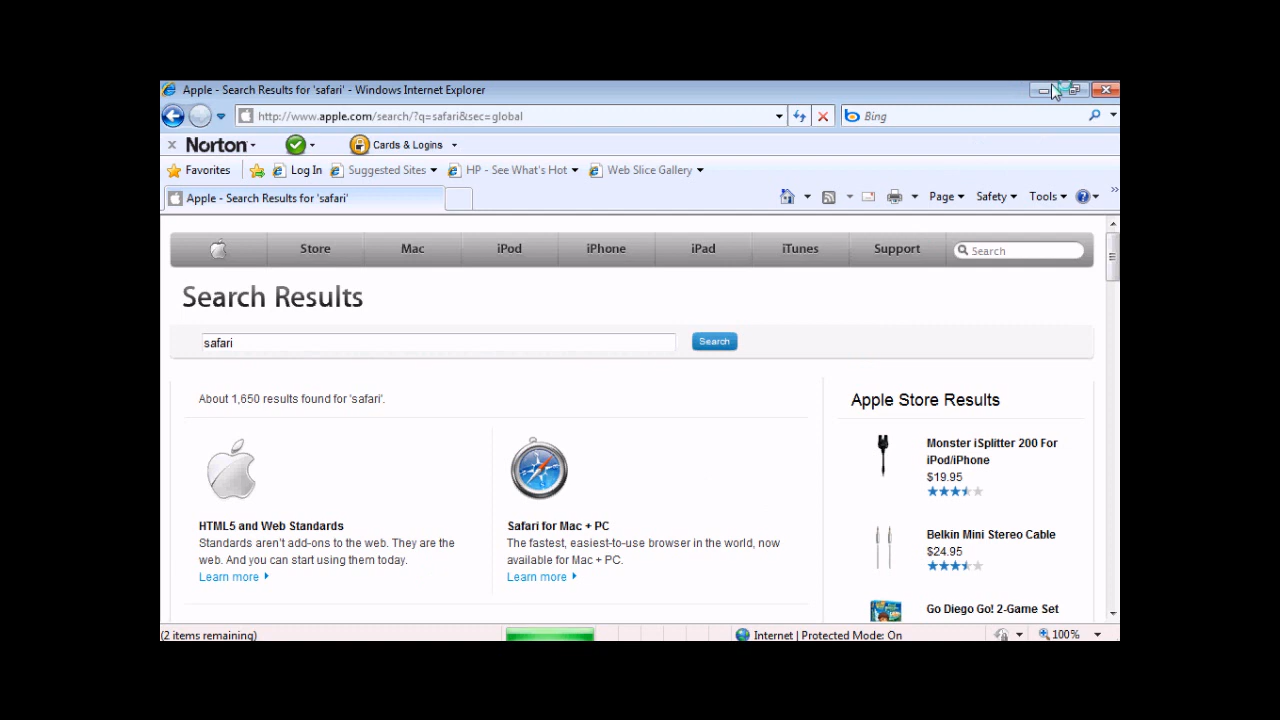 Apple - Search Results for 'safari' - Windows Internet Explorer
http://www.apple.com/search/?q=safari&sec=global
Bing
x Norton
Cards & Logins
Favorites
Log In
Suggested Sites
HP - See What's Hot
Web Slice Gallery
Apple - Search Results for 'safari'
Page
Safety
Tools
Store
Mac
iPod
iPhone
iPad
iTunes
Support
Search
Search Results
safari
Search
About 1,650 results found for 'safari'.
HTML5 and Web Standards
Standards aren't add-ons to the web. They are the
web. And you can start using them today.
Learn more
Safari for Mac + PC
The fastest, easiest-to-use browser in the world, now
available for Mac + PC.
Learn more
Apple Store Results
Monster iSplitter 200 For
iPod/iPhone
$19.95
Belkin Mini Stereo Cable
$24.95
Go Diego Go! 2-Game Set
(2 items remaining)
Internet | Protected Mode: On
100%